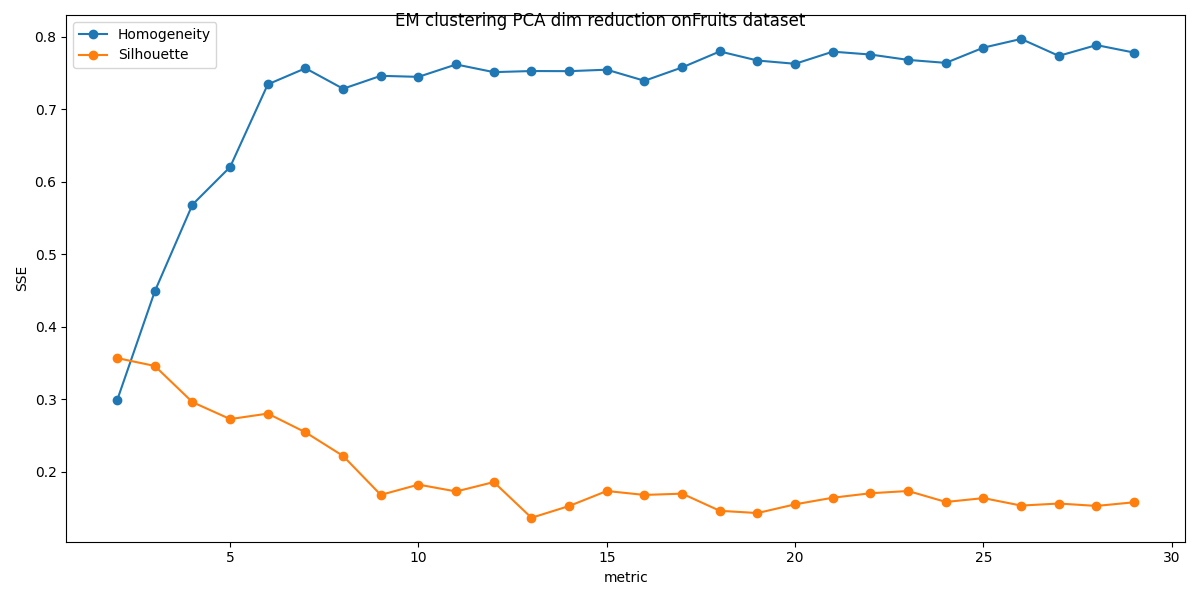 EM clustering PCA dim reduction onFruits dataset
Homogeneity
Silhouette
0.8
0.7
0.6
0.5
0.4
0.3
0.2
SSE
5
10
15
20
25
30
metric